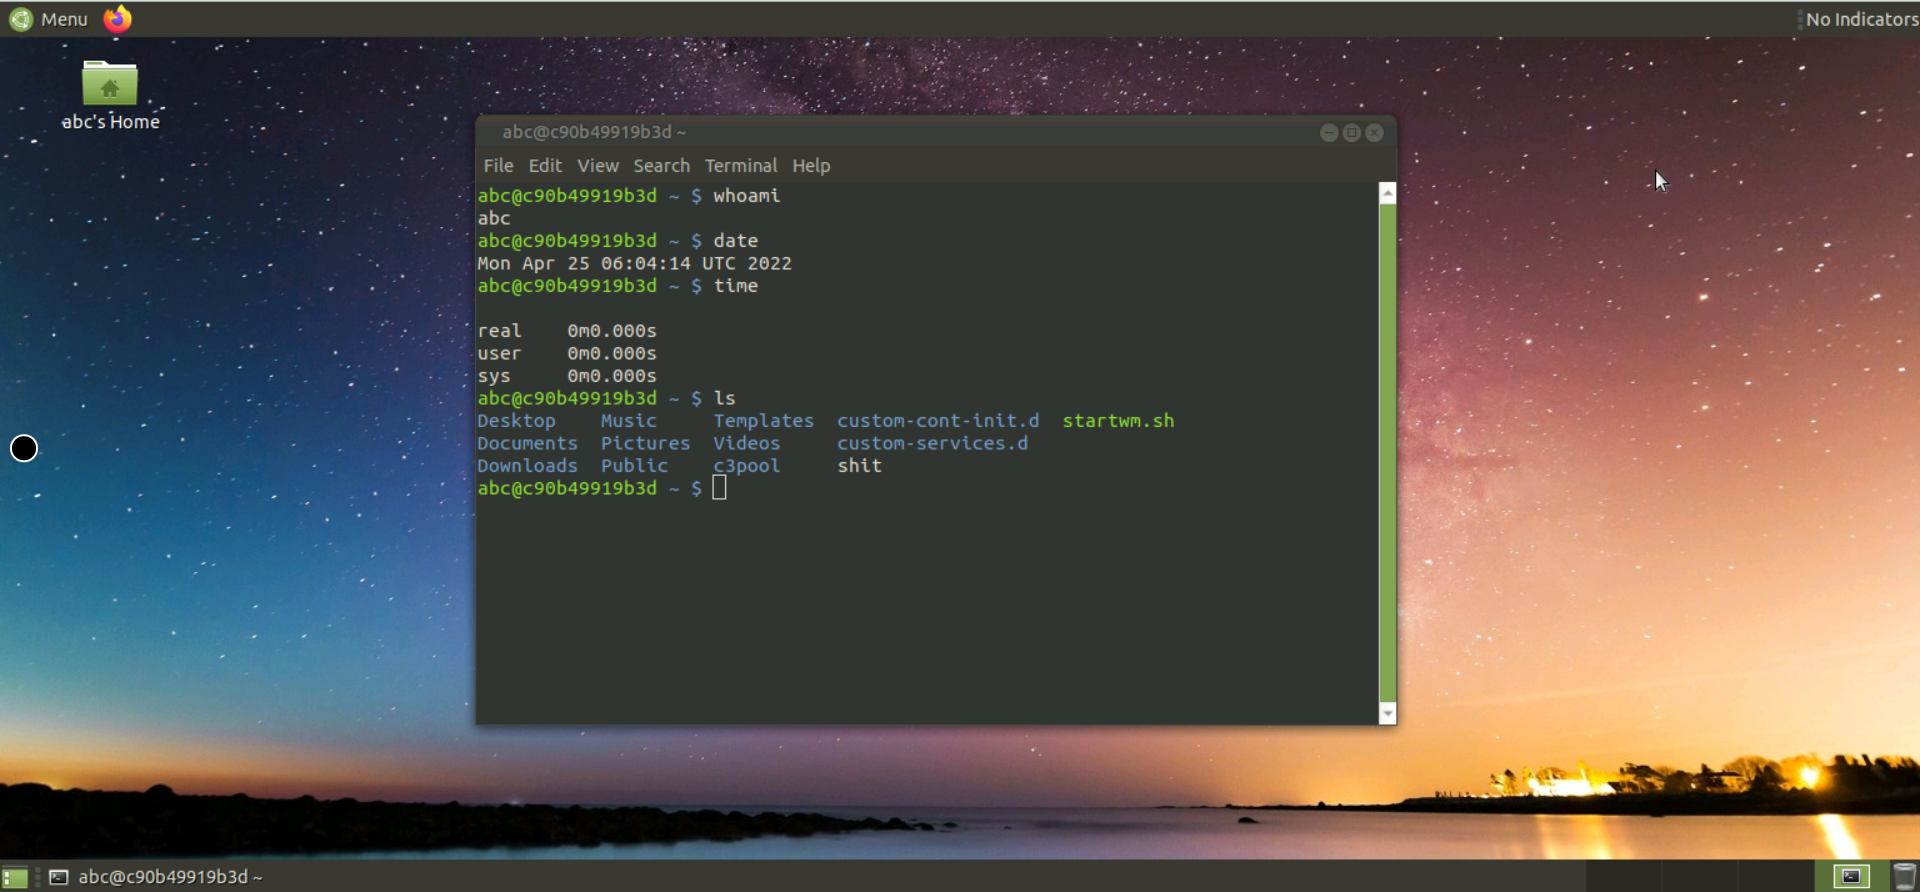 Menu
No Indicators
abc's Home
abc@c90b49919b3d ~
File Edit View Search Terminal Help
abc@c90b49919b3d ~ $ whoami
abc
abc@c90b49919b3d ~ $ date
Mon Apr 25 06:04:14 UTC 2022
abc@c90b49919b3d ~ $ time
real 0m0.000s
user 0m0.000s
sys 0m0.000s
abc@c90b49919b3d ~ $ ls
Desktop Music Templates custom-cont-init.d startwm.sh
Documents Pictures Videos custom-services.d
Downloads Public c3pool shit
abc@c90b49919b3d ~ $
abc@c90b49919b3d ~